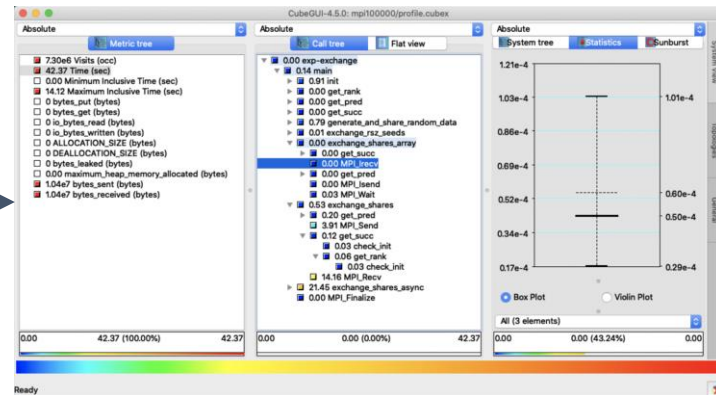 CubeGUI-4.5.0: mpi100000/profile.cubex
Absolute
Metric tree
7.30e6 Visits (occ)
42.37 Time (sec)
0.00 Minimum Inclusive Time (sec)
14.12 Maximum Inclusive Time (sec)
0 bytes_put (bytes)
0 bytes_get (bytes)
0 io_bytes_read (bytes)
0 io_bytes_written (bytes)
0 ALLOCATION_SIZE (bytes)
0 DEALLOCATION_SIZE (bytes)
0 bytes_leaked (bytes)
0.00 maximum_heap_memory_allocated (bytes)
1.04e7 bytes_sent (bytes)
1.04e7 bytes_received (bytes)
0.00 42.37 (100.00%) 42.37
Absolute
Call tree Flat view
0.00 exp-exchange
0.14 main
0.91 init
0.00 get_rank
0.00 get_pred
0.00 get_succ
0.79 generate_and_share_random_data
0.01 exchange_rsz_seeds
0.00 exchange_shares_array
0.00 get_succ
0.00 MPI_Irecv
0.00 get_pred
0.00 MPI_Isend
0.03 MPI_Wait
0.53 exchange_shares
0.20 get_pred
3.91 MPI_Send
0.12 get_succ
0.03 check_init
0.06 get_rank
0.03 check_init
14.16 MPI_Recv
21.45 exchange_shares_async
0.00 MPI_Finalize
0.00 0.00 (0.00%) 42.37
Absolute
System tree Statistics Sunburst
1.21e-4
1.03e-4 1.01e-4
0.86e-4
0.69e-4
0.52e-4 0.60e-4
0.50e-4
0.34e-4
0.17e-4 0.29e-4
Box Plot Violin Plot
All (3 elements)
0.00 0.00 (43.24%) 0.00
System view
Topologies
General
Ready